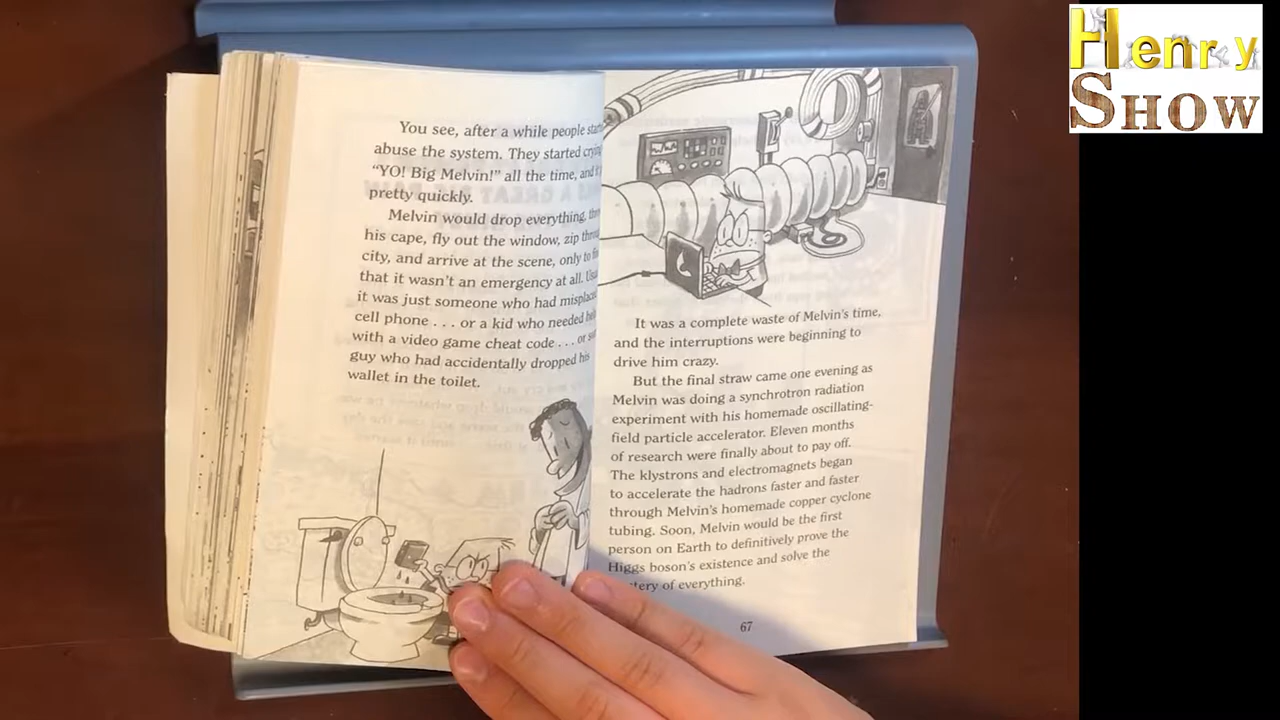 You see, after a while people
abuse the system. They started
"YO! Big Melvin!" all the time, and
pretty quickly.
Melvin would drop everything,
his cape, fly out the window, zip
city, and arrive at the scene, only to
that it wasn't an emergency at all.
it was just someone who had
cell phone . . . or a kid who needed
with a video game cheat code . . . or
guy who had accidentally dropped his
wallet in the toilet.
It was a complete waste of Melvin's time,
and the interruptions were beginning to
drive him crazy.
But the final straw came one evening as
Melvin was doing a synchrotron radiation
experiment with his homemade oscillating-
field particle accelerator. Eleven months
of research were finally about to pay off.
The klystrons and electromagnets began
to accelerate the hadrons faster and faster
through Melvin's homemade copper cyclone
tubing. Soon, Melvin would be the first
person on Earth to definitively prove the
Higgs boson's existence and solve the
of everything.
67
Henry
SHOW